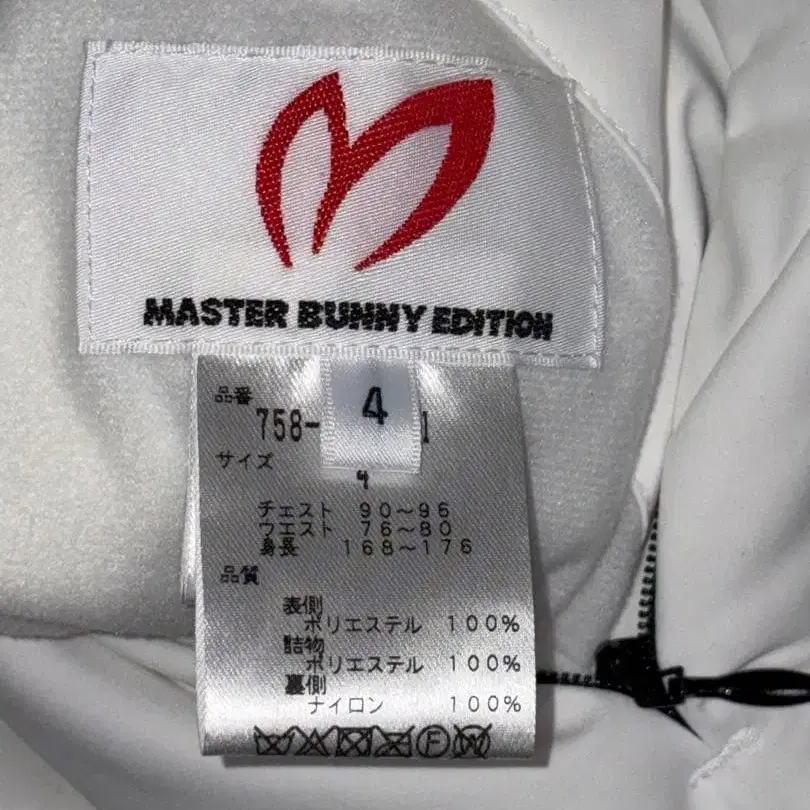 MASTER BUNNY EDITION
4
品番
758-
1
サイズ
4
チェスト 90～96
ウエスト 76～80
身長 168～176
品質
表側
ポリエステル 100%
詰物
ポリエステル 100%
裏側
ナイロン 100%